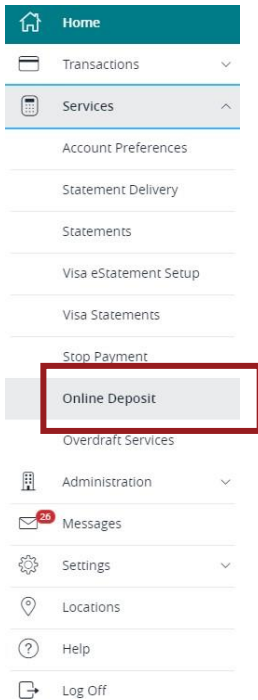 Home
Transactions
Services
Account Preferences
Statement Delivery
Statements
Visa eStatement Setup
Visa Statements
Stop Payment
Online Deposit
Overdraft Services
Administration
26 Messages
Settings
Locations
? Help
Log Off